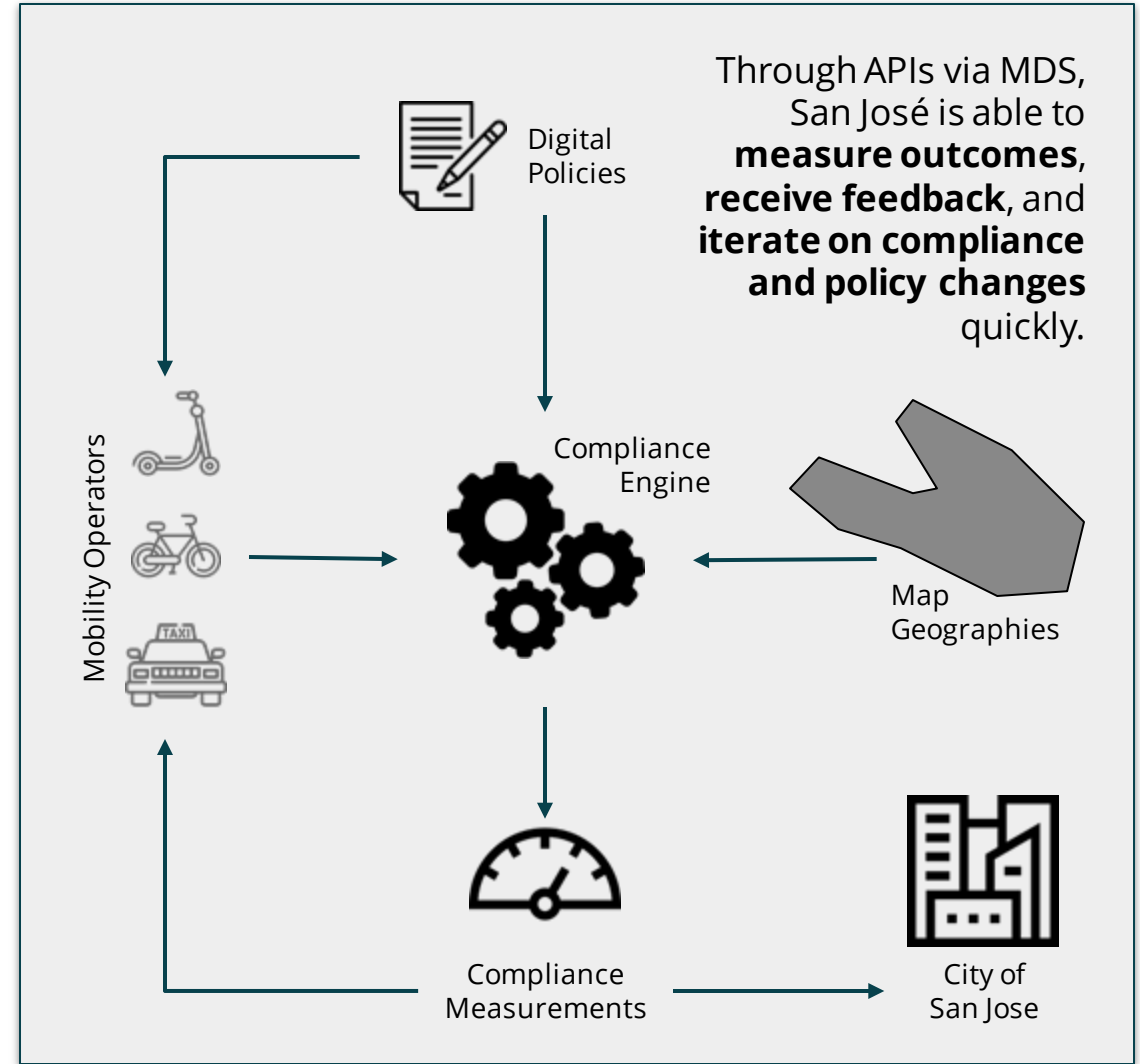 Through APIs via MDS,
San José is able to
measure outcomes,
receive feedback, and
iterate on compliance
and policy changes
quickly.
Digital
Policies
Mobility Operators
TAXI
Compliance
Engine
Map
Geographies
Compliance
Measurements
City of
San Jose